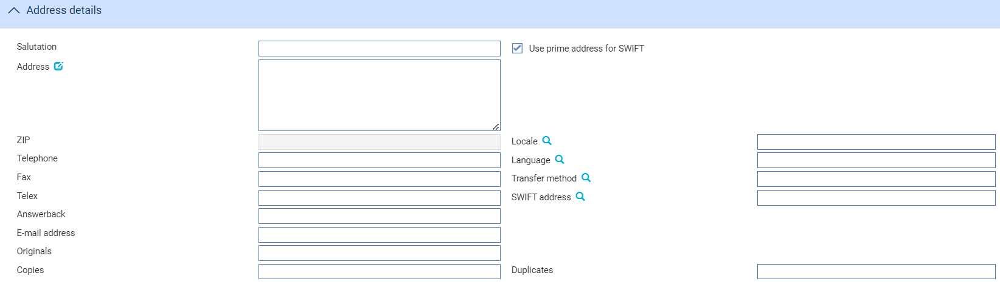 Address details
Salutation
Use prime address for SWIFT
Address
ZIP
Locale
Telephone
Language
Fax
Transfer method
Telex
SWIFT address
Answerback
E-mail address
Originals
Copies
Duplicates